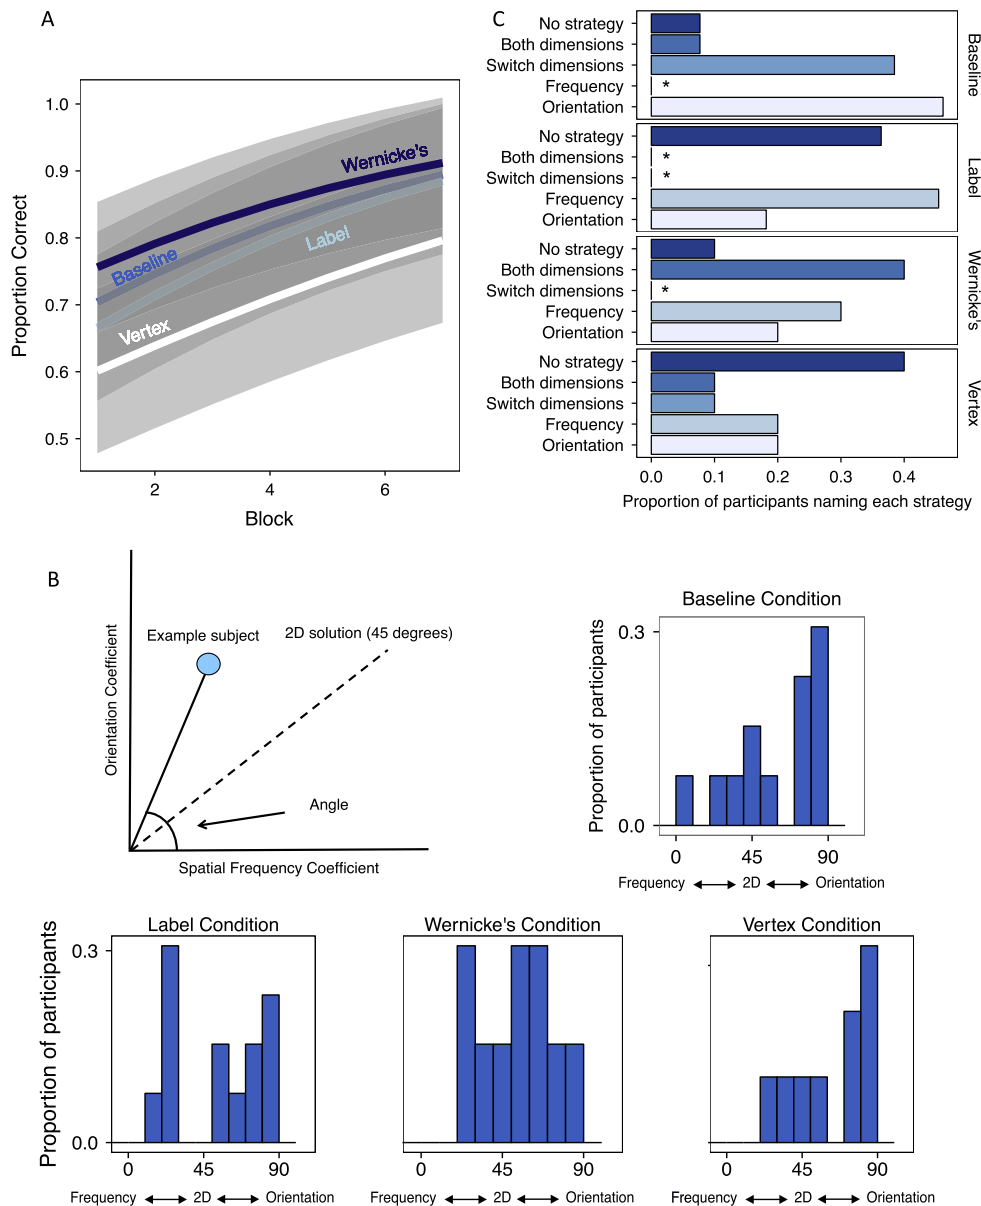 A
Proportion Correct
1.0
0.9
0.8
0.7
0.6
0.5
Wernicke's
Baseline
Label
Vertex
2
4
6
Block
C
No strategy
Both dimensions
Switch dimensions
Frequency
*
Orientation
Baseline
No strategy
Both dimensions
*
Switch dimensions
*
Frequency
Orientation
Label
No strategy
Both dimensions
Switch dimensions
*
Frequency
Orientation
Wernicke's
No strategy
Both dimensions
Switch dimensions
Frequency
Orientation
Vertex
0.0 0.1 0.2 0.3 0.4
Proportion of participants naming each strategy
B
Orientation Coefficient
Example subject
2D solution (45 degrees)
Angle
Spatial Frequency Coefficient
Baseline Condition
Proportion of participants
0.3
0.0
0 45 90
Frequency 2D Orientation
Label Condition
Proportion of participants
0.3
0.0
0 45 90
Frequency 2D Orientation
Wernicke's Condition
0 45 90
Frequency 2D Orientation
Vertex Condition
0 45 90
Frequency 2D Orientation